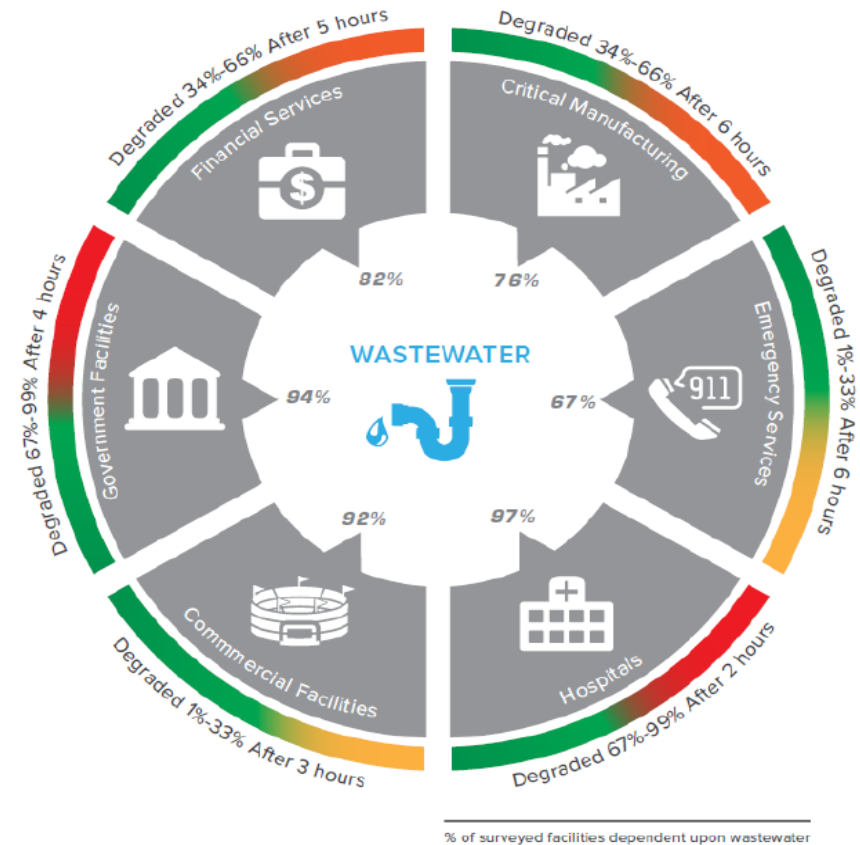 Degraded 34%-66% After 5 hours
Financial Services
82%
Degraded 34%-66% After 6 hours
Critical Manufacturing
76%
Degraded 67%-99% After 4 hours
Government Facilities
94%
WASTEWATER
67%
911
Emergency Services
Degraded 1%-33% After 6 hours
92%
Commmercial Facilities
Degraded 1%-33% After 3 hours
97%
Hospitals
Degraded 67%-99% After 2 hours
% of surveyed facilities dependent upon wastewater